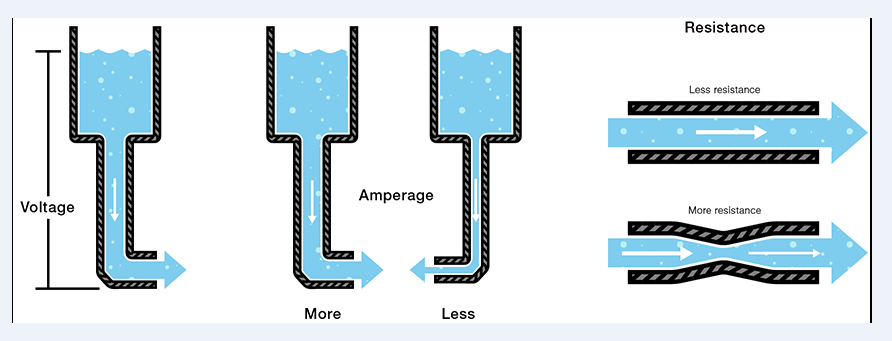 Resistance
Less resistance
Voltage
Amperage
More resistance
More
Less